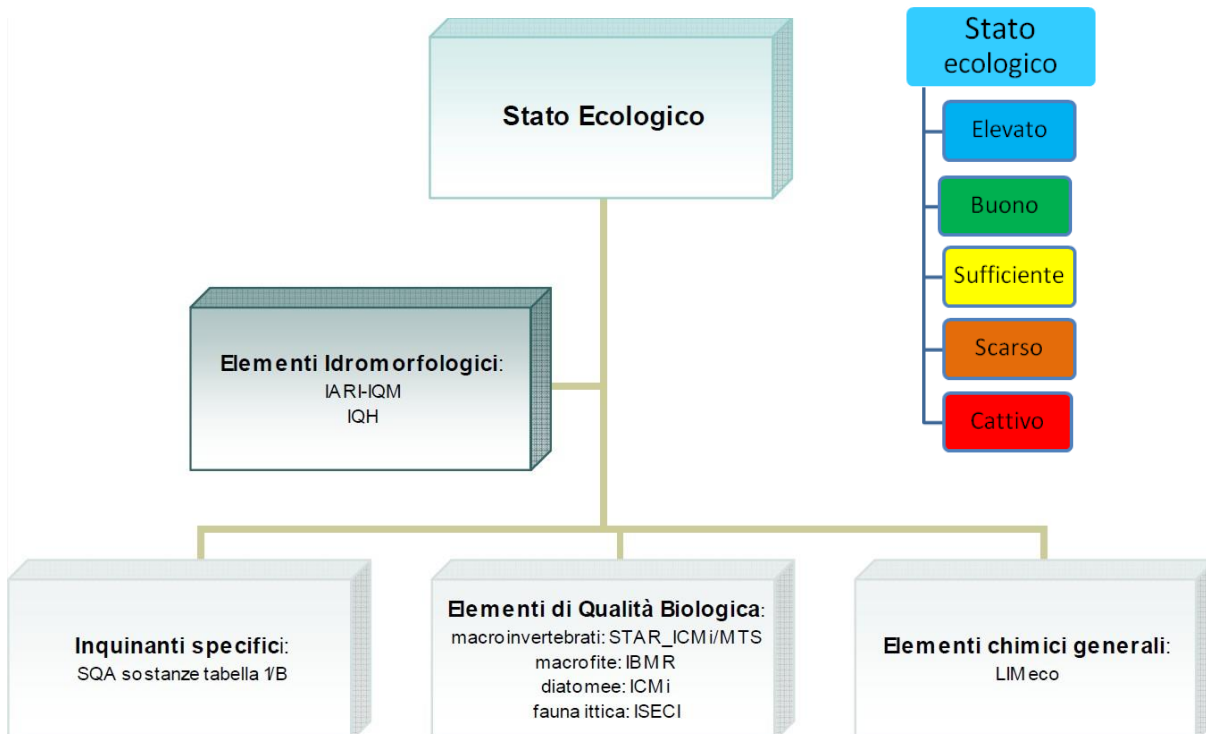 Stato Ecologico
Elementi Idromorfologici:
IARI-IQM
IQH
Inquinanti specifici:
SQA sostanze tabella 1/B
Elementi di Qualità Biologica:
macroinvertebrati: STAR_ICMi/MTS
macrofite: IBMR
diatomee: ICMi
fauna ittica: ISECI
Elementi chimici generali:
LIMeco
Stato
ecologico
Elevato
Buono
Sufficiente
Scarso
Cattivo